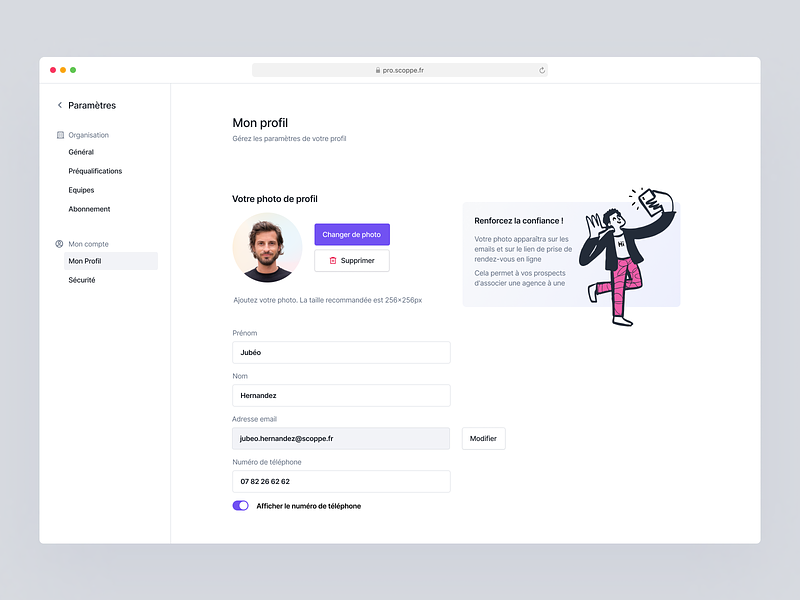 pro.scoppe.fr
Paramètres
Organisation
Général
Préqualifications
Equipes
Abonnement
Mon compte
Mon Profil
Sécurité
Mon profil
Gérez les paramètres de votre profil
Votre photo de profil
Changer de photo
Supprimer
Ajoutez votre photo. La taille recommandée est 256×256px
Renforcez la confiance !
Votre photo apparaîtra sur les
emails et sur le lien de prise de
rendez-vous en ligne
Cela permet à vos prospects
d'associer une agence à une
Hi
Prénom
Jubéo
Nom
Hernandez
Adresse email
jubeo.hernandez@scoppe.fr
Modifier
Numéro de téléphone
07 82 26 62 62
Afficher le numéro de téléphone